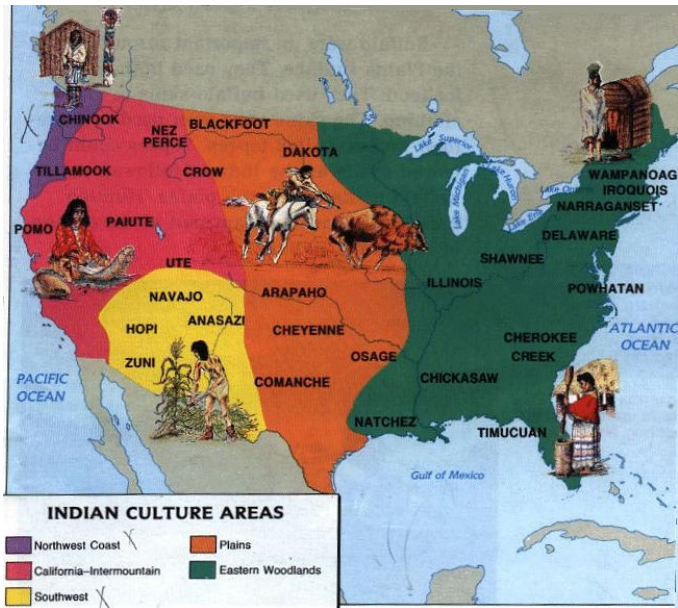 CHINOOK
NEZ
PERCE
BLACKFOOT
DAKOTA
Lake Superior
TILLAMOOK
CROW
Lake Michigan
Lake Huron
Lake Erie
WAMPANOAG
IROQUOIS
NARRAGANSET
DELAWARE
POMO
PAIUTE
SHAWNEE
UTE
ILLINOIS
POWHATAN
NAVAJO
ARAPAHO
ANASAZI
HOPI
CHEYENNE
CHEROKEE
CREEK
ATLANTIC
OCEAN
ZUNI
OSAGE
PACIFIC
OCEAN
COMANCHE
CHICKASAW
NATCHEZ
TIMUCUAN
Gulf of Mexico
INDIAN CULTURE AREAS
Northwest Coast
Plains
California–Intermountain
Eastern Woodlands
Southwest